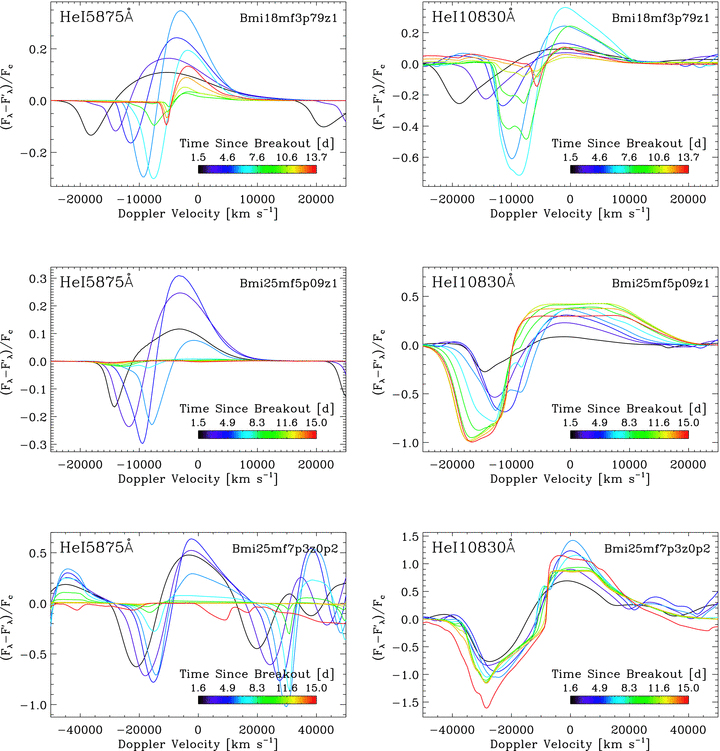 HeI5875Å Bmi18mf3p79z1
(Fλ−F'λ)/Fc
0.2
0.0
−0.2
Time Since Breakout [d]
1.5 4.6 7.6 10.6 13.7
−20000 −10000 0 10000 20000
Doppler Velocity [km s⁻¹]
HeI10830Å Bmi18mf3p79z1
(Fλ−F'λ)/Fc
0.2
0.0
−0.2
−0.4
−0.6
Time Since Breakout [d]
1.5 4.6 7.6 10.6 13.7
−20000 −10000 0 10000 20000
Doppler Velocity [km s⁻¹]
HeI5875Å Bmi25mf5p09z1
(Fλ−F'λ)/Fc
0.3
0.2
0.1
0.0
−0.1
−0.2
−0.3
Time Since Breakout [d]
1.5 4.9 8.3 11.6 15.0
−20000 −10000 0 10000 20000
Doppler Velocity [km s⁻¹]
HeI10830Å Bmi25mf5p09z1
(Fλ−F'λ)/Fc
0.5
0.0
−0.5
−1.0
Time Since Breakout [d]
1.5 4.9 8.3 11.6 15.0
−20000 −10000 0 10000 20000
Doppler Velocity [km s⁻¹]
HeI5875Å Bmi25mf7p3z0p2
(Fλ−F'λ)/Fc
0.5
0.0
−0.5
−1.0
Time Since Breakout [d]
1.6 4.9 8.3 11.6 15.0
−40000 −20000 0 20000 40000
Doppler Velocity [km s⁻¹]
HeI10830Å Bmi25mf7p3z0p2
(Fλ−F'λ)/Fc
1.5
1.0
0.5
0.0
−0.5
−1.0
−1.5
Time Since Breakout [d]
1.6 4.9 8.3 11.6 15.0
−40000 −20000 0 20000 40000
Doppler Velocity [km s⁻¹]